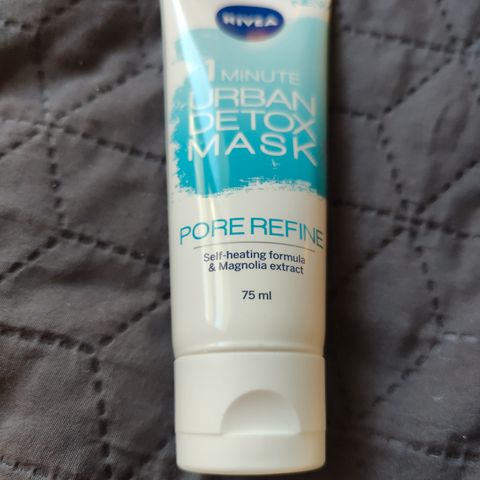 NIVEA
1 MINUTE
URBAN
DETOX
MASK
PORE REFINE
Self-heating formula
& Magnolia extract
75 ml